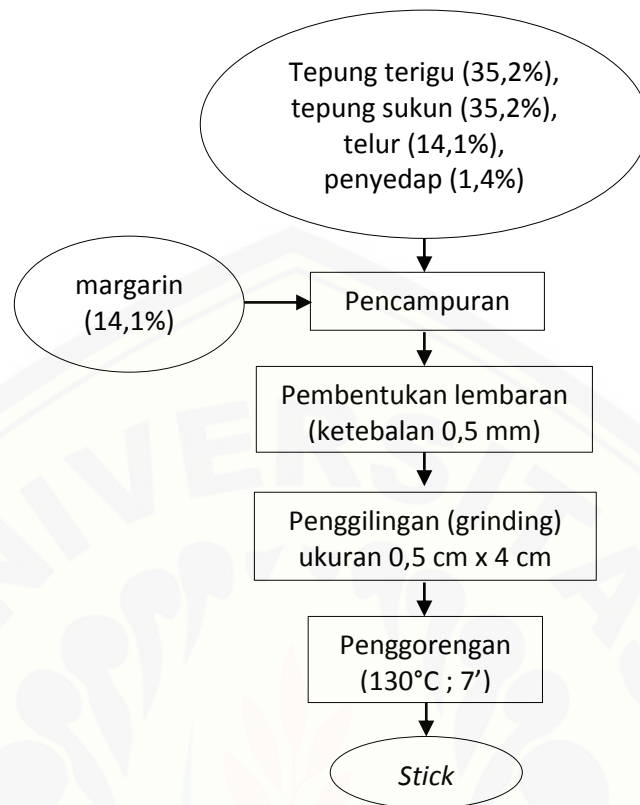 Tepung terigu (35,2%),
tepung sukun (35,2%),
telur (14,1%),
penyedap (1,4%)
margarin
(14,1%)
Pencampuran
Pembentukan lembaran
(ketebalan 0,5 mm)
Penggilingan (grinding)
ukuran 0,5 cm x 4 cm
Penggorengan
(130°C ; 7’)
Stick
UNIVERSITAS